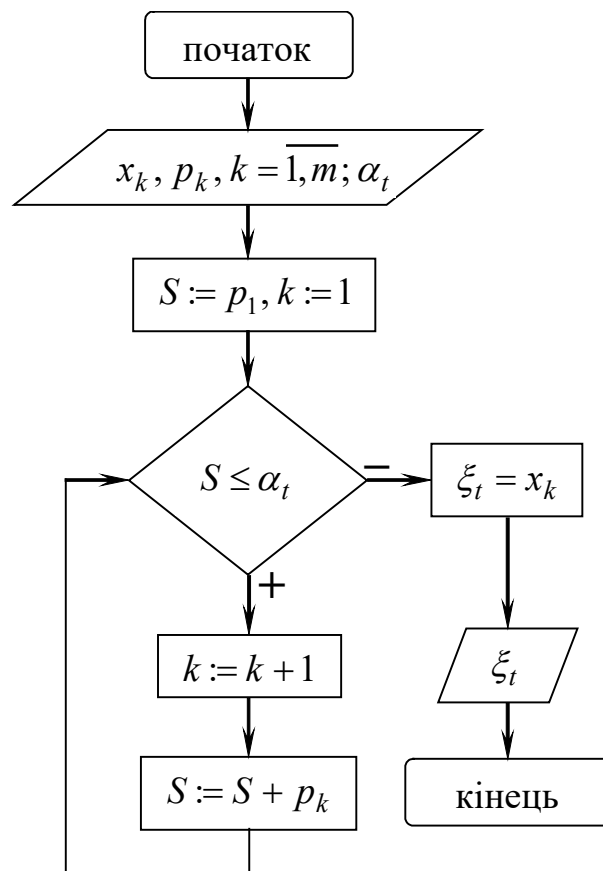 початок
x_k, p_k, k = \overline{1,m}; α_t
S := p_1, k := 1
S ≤ α_t
−
ξ_t = x_k
+
k := k + 1
ξ_t
S := S + p_k
кінець